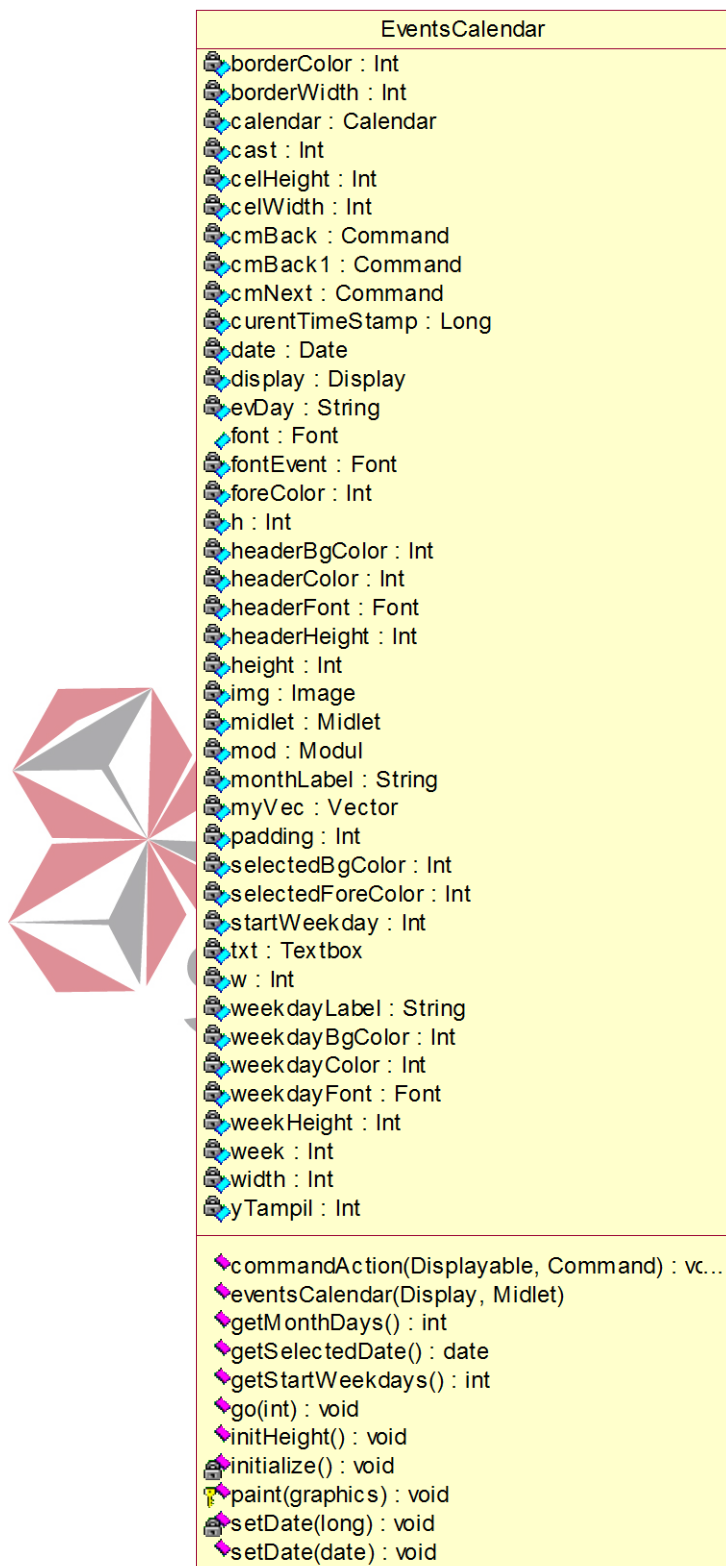 EventsCalendar
borderColor : Int
borderWidth : Int
calendar : Calendar
cast : Int
celHeight : Int
celWidth : Int
cmBack : Command
cmBack1 : Command
cmNext : Command
curentTimeStamp : Long
date : Date
display : Display
evDay : String
font : Font
fontEvent : Font
foreColor : Int
h : Int
headerBgColor : Int
headerColor : Int
headerFont : Font
headerHeight : Int
height : Int
img : Image
midlet : Midlet
mod : Modul
monthLabel : String
myVec : Vector
padding : Int
selectedBgColor : Int
selectedForeColor : Int
startWeekday : Int
txt : Textbox
w : Int
weekdayLabel : String
weekdayBgColor : Int
weekdayColor : Int
weekdayFont : Font
weekHeight : Int
week : Int
width : Int
yTampil : Int
commandAction(Displayable, Command) : vc...
eventsCalendar(Display, Midlet)
getMonthDays() : int
getSelectedDate() : date
getStartWeekdays() : int
go(int) : void
initHeight() : void
initialize() : void
paint(graphics) : void
setDate(long) : void
setDate(date) : void